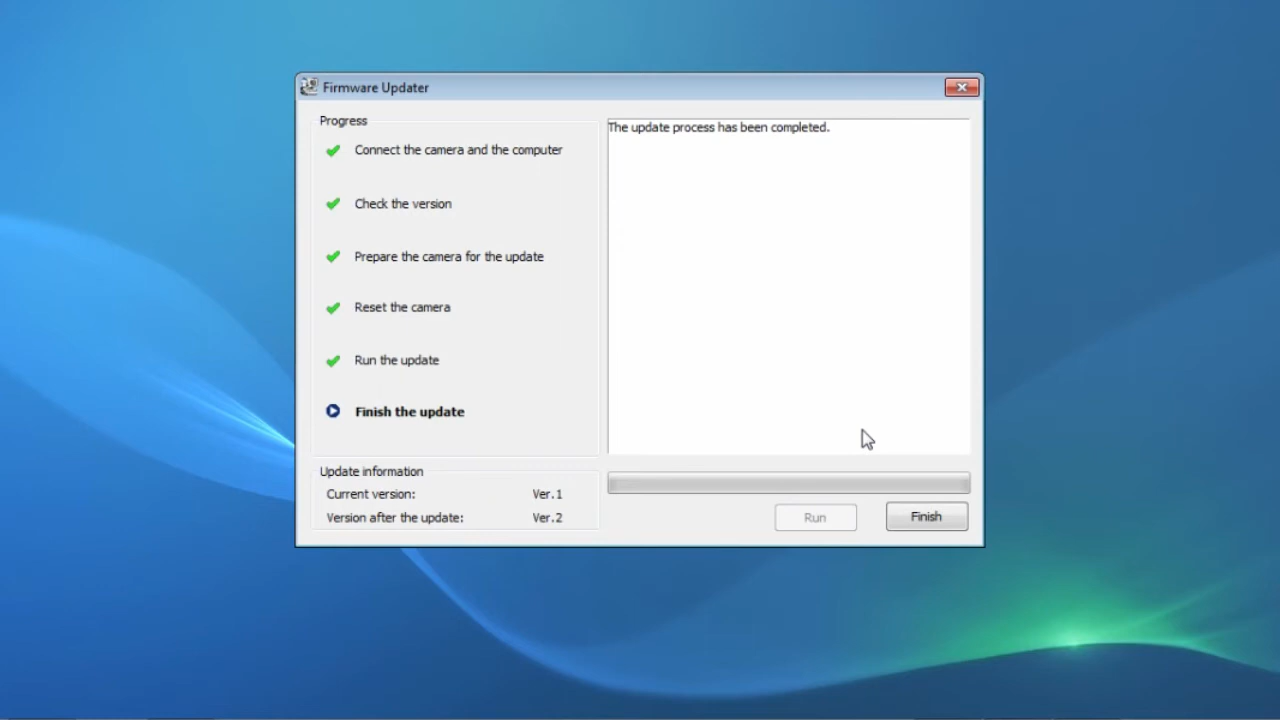 Firmware Updater
Progress
Connect the camera and the computer
Check the version
Prepare the camera for the update
Reset the camera
Run the update
Finish the update
The update process has been completed.
Update information
Current version: Ver.1
Version after the update: Ver.2
Run
Finish